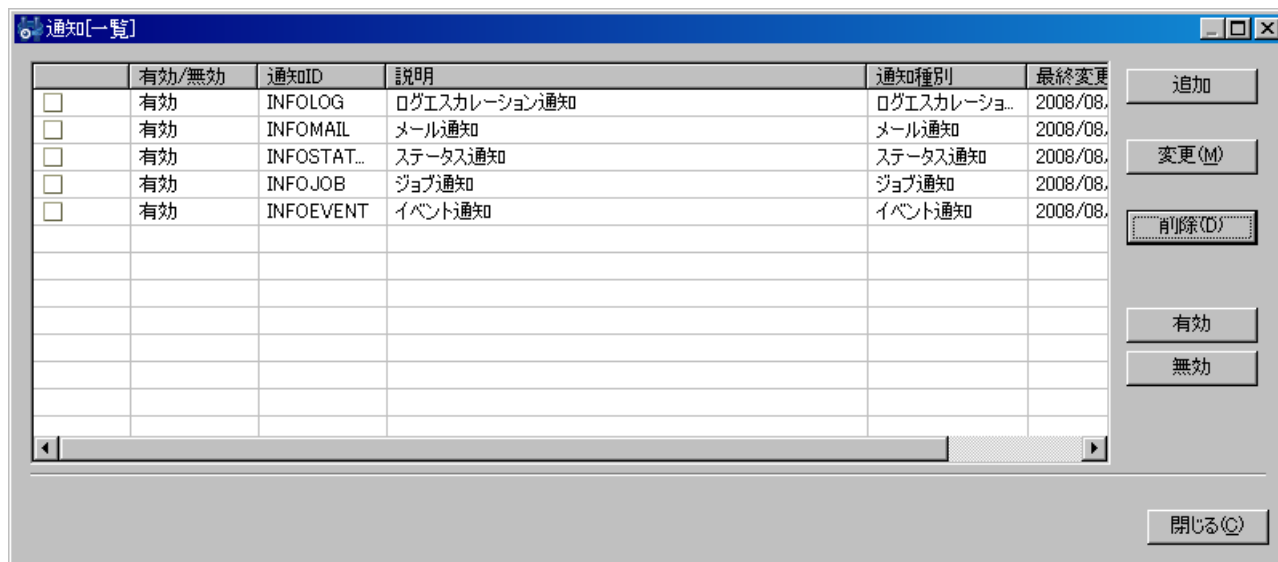 通知[一覧]
有効/無効 通知ID 説明 通知種別 最終変更
有効 INFOLOG ログエスカレーション通知 ログエスカレーショ... 2008/08/
有効 INFOMAIL メール通知 メール通知 2008/08/
有効 INFOSTAT... ステータス通知 ステータス通知 2008/08/
有効 INFOJOB ジョブ通知 ジョブ通知 2008/08/
有効 INFOEVENT イベント通知 イベント通知 2008/08/
追加
変更(M)
削除(D)
有効
無効
閉じる(C)